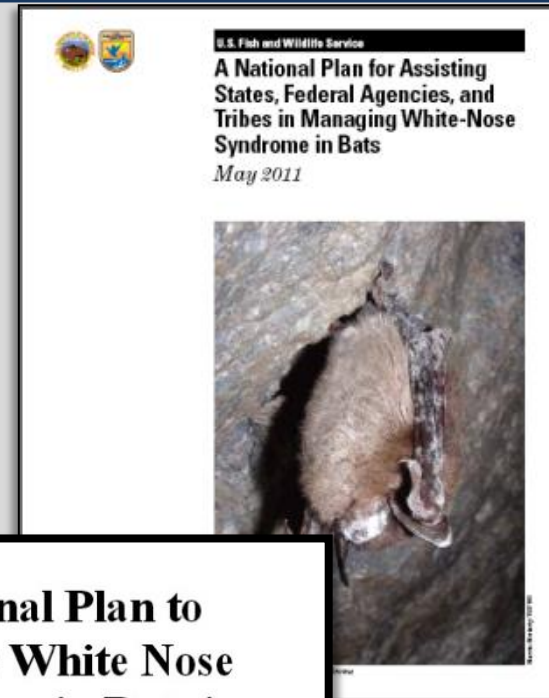 U.S. Fish and Wildlife Service
A National Plan for Assisting
States, Federal Agencies, and
Tribes in Managing White-Nose
Syndrome in Bats
May 2011
nal Plan to
White Nose